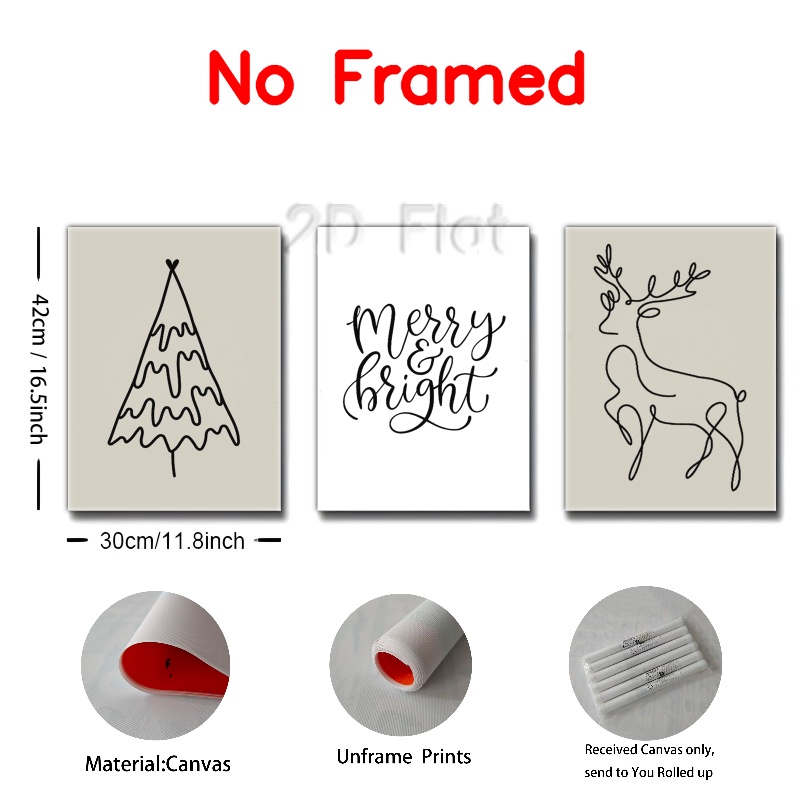 No Framed
2D Flat
42cm / 16.5inch
Merry
&
bright
30cm/11.8inch
Material:Canvas
Unframe Prints
Received Canvas only,
send to You Rolled up